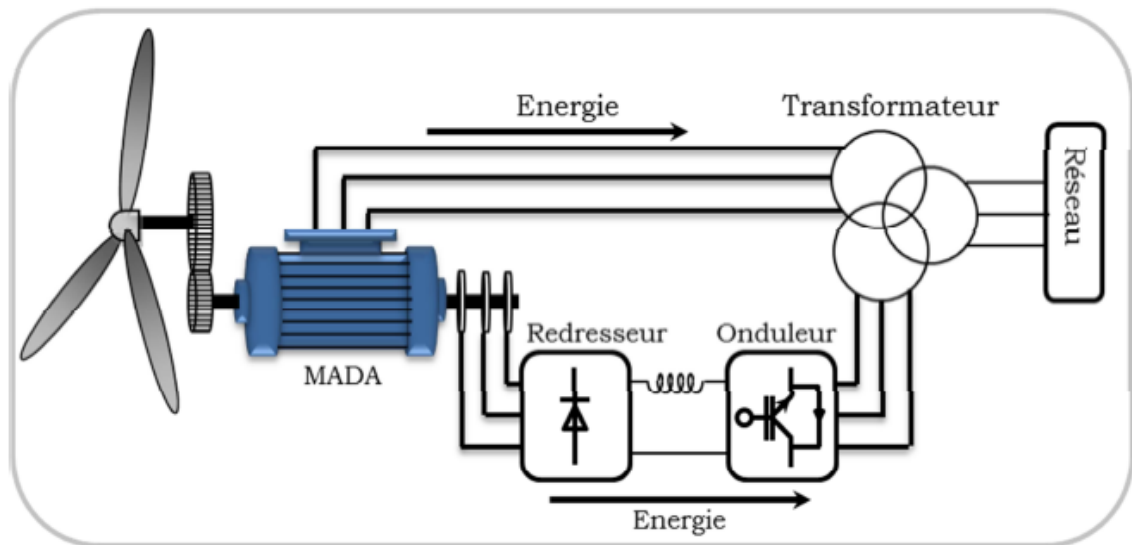 Energie
Transformateur
Réseau
MADA
Redresseur
Onduleur
Energie